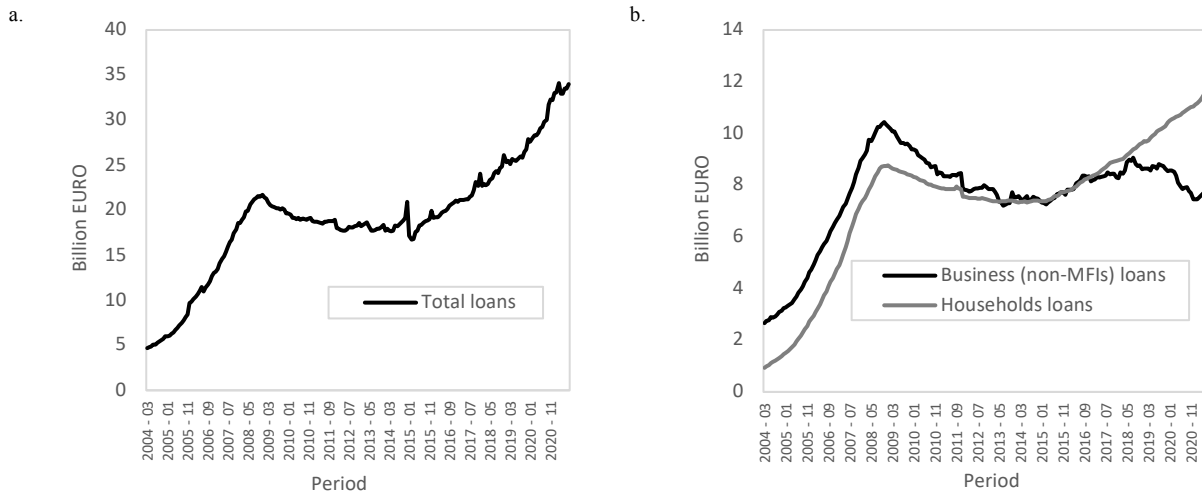 a.
40
35
30
25
20
15
10
5
0
Billion EURO
Total loans
2004 - 03
2005 - 01
2005 - 11
2006 - 09
2007 - 07
2008 - 05
2009 - 03
2010 - 01
2010 - 11
2011 - 09
2012 - 07
2013 - 05
2014 - 03
2015 - 01
2015 - 11
2016 - 09
2017 - 07
2018 - 05
2019 - 03
2020 - 01
2020 - 11
Period
b.
14
12
10
8
6
4
2
0
Billion EURO
Business (non-MFIs) loans
Households loans
2004 - 03
2005 - 01
2005 - 11
2006 - 09
2007 - 07
2008 - 05
2009 - 03
2010 - 01
2010 - 11
2011 - 09
2012 - 07
2013 - 05
2014 - 03
2015 - 01
2015 - 11
2016 - 09
2017 - 07
2018 - 05
2019 - 03
2020 - 01
2020 - 11
Period